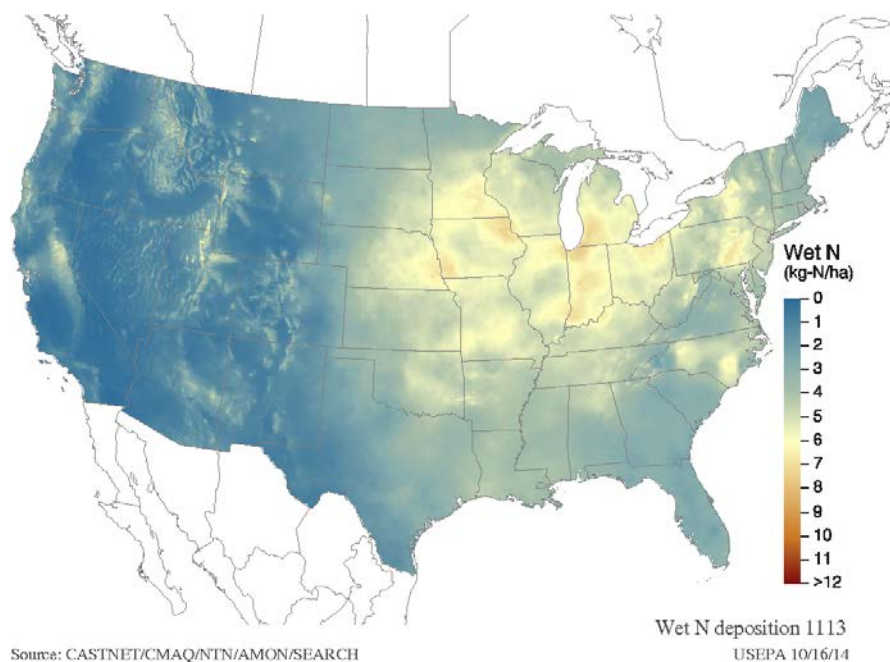 Wet N
(kg-N/ha)
0
1
2
3
4
5
6
7
8
9
10
11
>12
Wet N deposition 1113
Source: CASTNET/CMAQ/NTN/AMON/SEARCH
USEPA 10/16/14